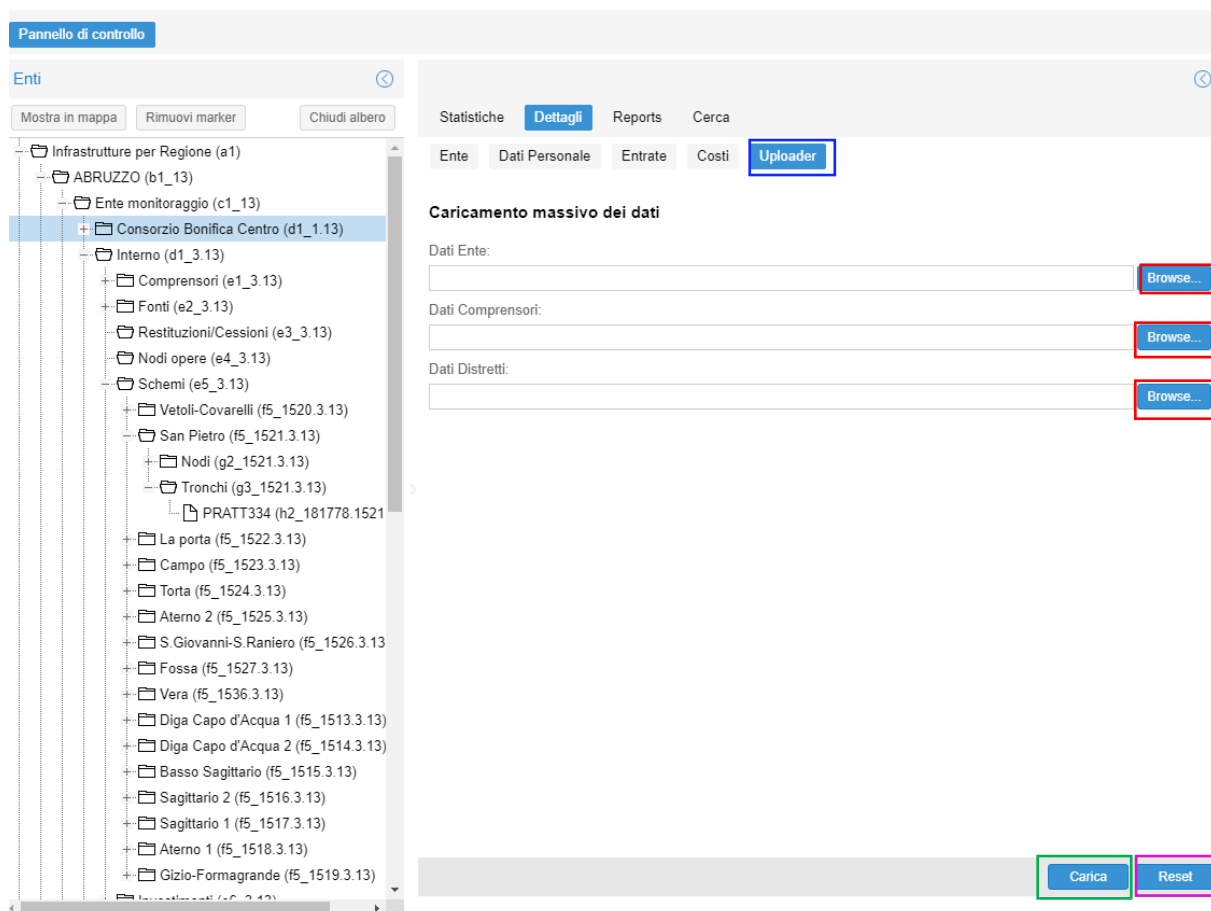 Pannello di controllo
Enti
Mostra in mappa Rimuovi marker Chiudi albero
Infrastrutture per Regione (a1)
ABRUZZO (b1_13)
Ente monitoraggio (c1_13)
Consorzio Bonifica Centro (d1_1.13)
Interno (d1_3.13)
Comprensori (e1_3.13)
Fonti (e2_3.13)
Restituzioni/Cessioni (e3_3.13)
Nodi opere (e4_3.13)
Schemi (e5_3.13)
Vetoli-Covarelli (f5_1520.3.13)
San Pietro (f5_1521.3.13)
Nodi (g2_1521.3.13)
Tronchi (g3_1521.3.13)
PRATT334 (h2_181778.1521
La porta (f5_1522.3.13)
Campo (f5_1523.3.13)
Torta (f5_1524.3.13)
Aterno 2 (f5_1525.3.13)
S.Giovanni-S.Raniero (f5_1526.3.13
Fossa (f5_1527.3.13)
Vera (f5_1536.3.13)
Diga Capo d'Acqua 1 (f5_1513.3.13)
Diga Capo d'Acqua 2 (f5_1514.3.13)
Basso Sagittario (f5_1515.3.13)
Sagittario 2 (f5_1516.3.13)
Sagittario 1 (f5_1517.3.13)
Aterno 1 (f5_1518.3.13)
Gizio-Formagrande (f5_1519.3.13)
Statistiche Dettagli Reports Cerca
Ente Dati Personale Entrate Costi Uploader
Caricamento massivo dei dati
Dati Ente:
Browse...
Dati Comprensori:
Browse...
Dati Distretti:
Browse...
Carica Reset